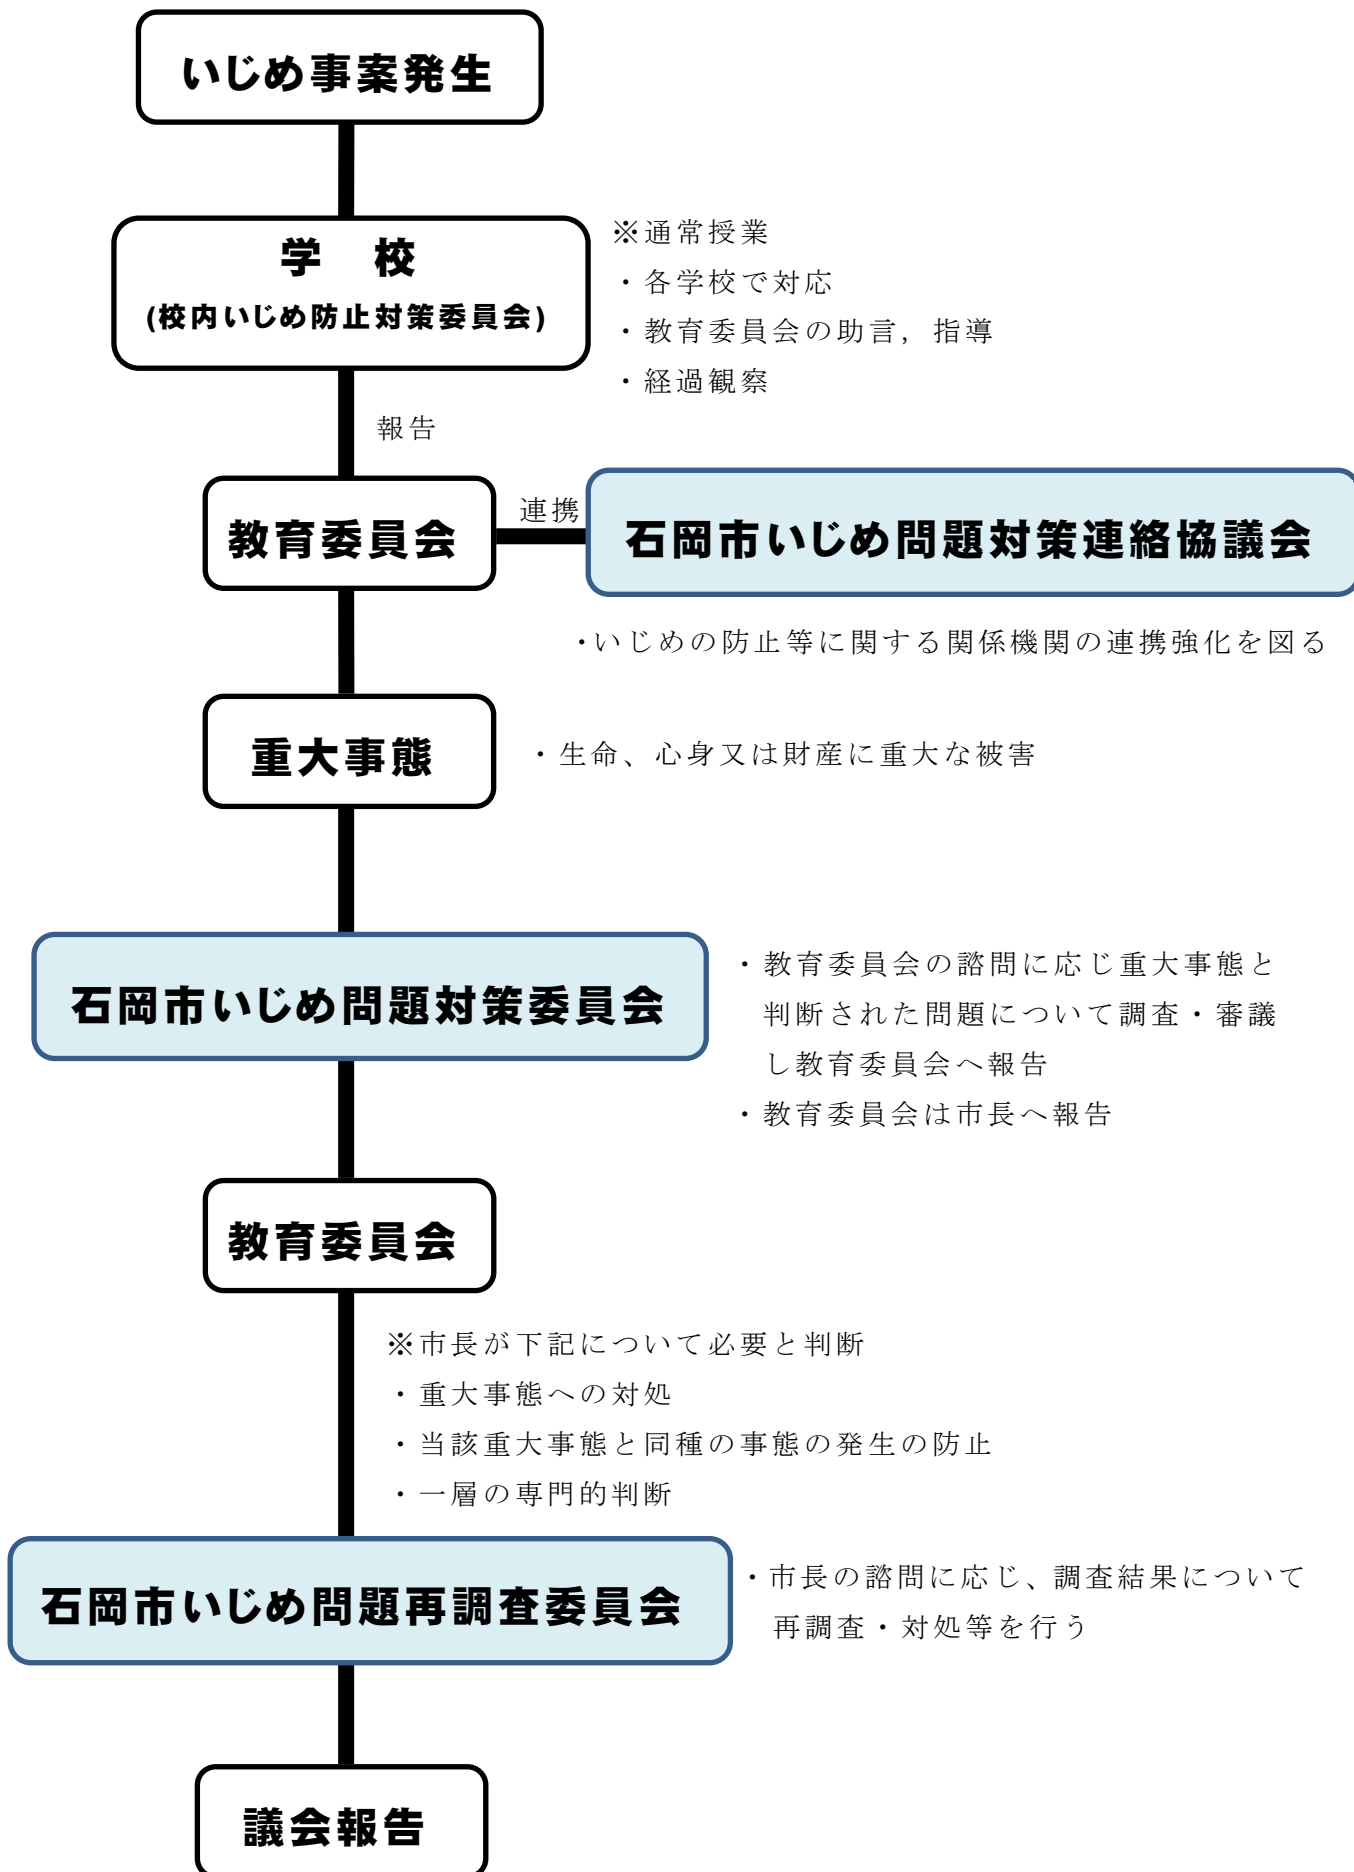 いじめ事案発生
学　校
(校内いじめ防止対策委員会)
※通常授業
・各学校で対応
・教育委員会の助言，指導
・経過観察
報告
教育委員会
連携
石岡市いじめ問題対策連絡協議会
・いじめの防止等に関する関係機関の連携強化を図る
重大事態
・生命、心身又は財産に重大な被害
石岡市いじめ問題対策委員会
・教育委員会の諮問に応じ重大事態と
判断された問題について調査・審議
し教育委員会へ報告
・教育委員会は市長へ報告
教育委員会
※市長が下記について必要と判断
・重大事態への対処
・当該重大事態と同種の事態の発生の防止
・一層の専門的判断
石岡市いじめ問題再調査委員会
・市長の諮問に応じ、調査結果について
再調査・対処等を行う
議会報告